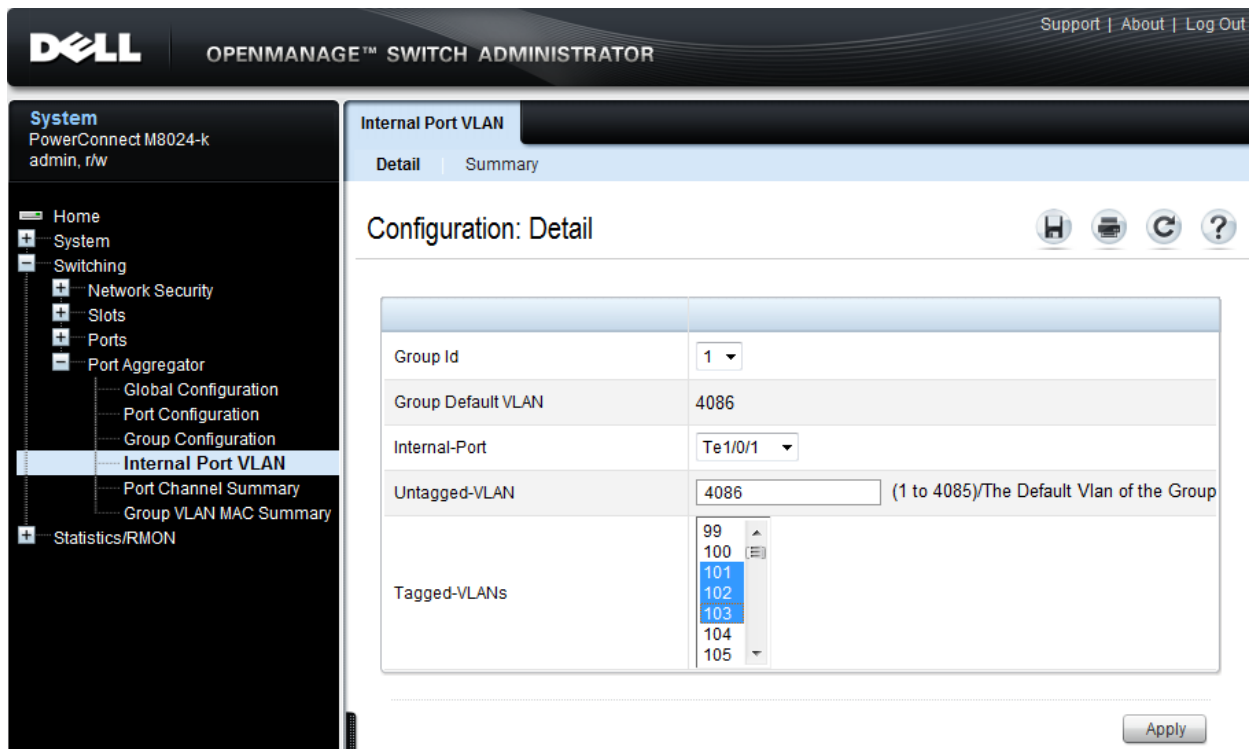 Support | About | Log Out
DELL
OPENMANAGE™ SWITCH ADMINISTRATOR
System
PowerConnect M8024-k
admin, r/w
Home
System
Switching
Network Security
Slots
Ports
Port Aggregator
Global Configuration
Port Configuration
Group Configuration
Internal Port VLAN
Port Channel Summary
Group VLAN MAC Summary
Statistics/RMON
Internal Port VLAN
Detail | Summary
Configuration: Detail
Group Id 1
Group Default VLAN 4086
Internal-Port Te1/0/1
Untagged-VLAN 4086 (1 to 4085)/The Default Vlan of the Group
Tagged-VLANs
99
100
101
102
103
104
105
Apply